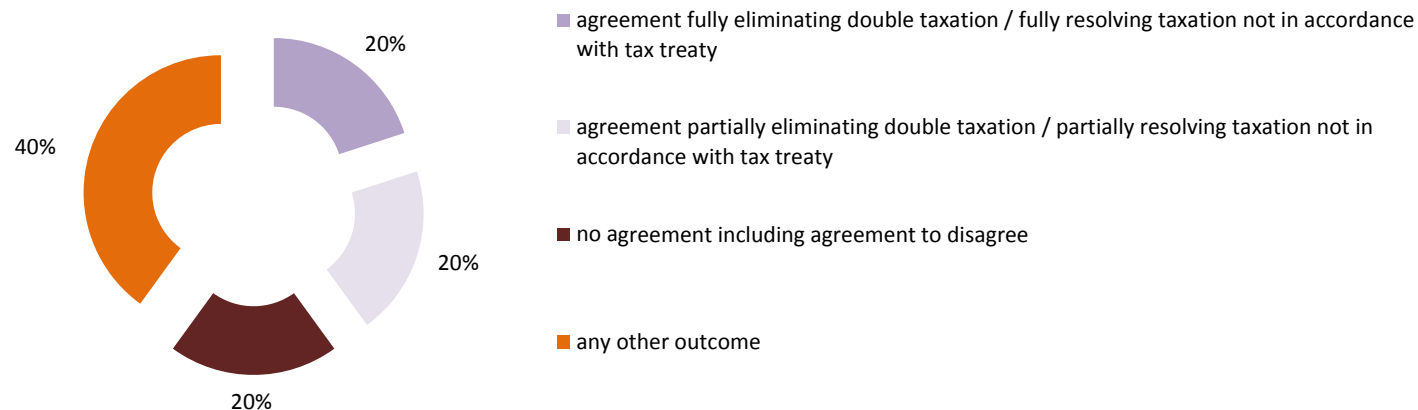 20%
agreement fully eliminating double taxation / fully resolving taxation not in accordance
with tax treaty
40%
agreement partially eliminating double taxation / partially resolving taxation not in
accordance with tax treaty
no agreement including agreement to disagree
20%
any other outcome
20%